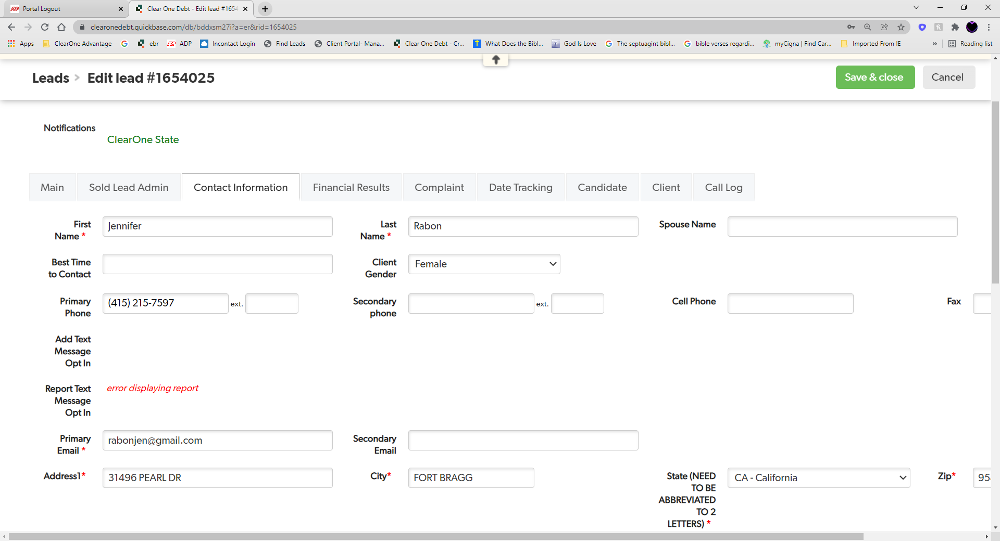 Portal Logout
Clear One Debt - Edit lead #1654
clearonedebt.quickbase.com/db/bddxsm27i?a=er&rid=1654025
Apps ClearOne Advantage ebr ADP Incontact Login Find Leads Client Portal- Mana... Clear One Debt - Cr... What Does the Bibl... God Is Love The septuagint bibl... bible verses regardi... myCigna | Find Car... Imported From IE » Reading list
Leads > Edit lead #1654025
Save & close
Cancel
Notifications
ClearOne State
Main
Sold Lead Admin
Contact Information
Financial Results
Complaint
Date Tracking
Candidate
Client
Call Log
First
Name *
Jennifer
Last
Name *
Rabon
Spouse Name
Best Time
to Contact
Client
Gender
Female
Primary
Phone
(415) 215-7597
ext.
Secondary
phone
ext.
Cell Phone
Fax
Add Text
Message
Opt In
Report Text
Message
Opt In
error displaying report
Primary
Email *
rabonjen@gmail.com
Secondary
Email
Address1*
31496 PEARL DR
City*
FORT BRAGG
State (NEED
TO BE
ABBREVIATED
TO 2
LETTERS) *
CA - California
Zip*
95